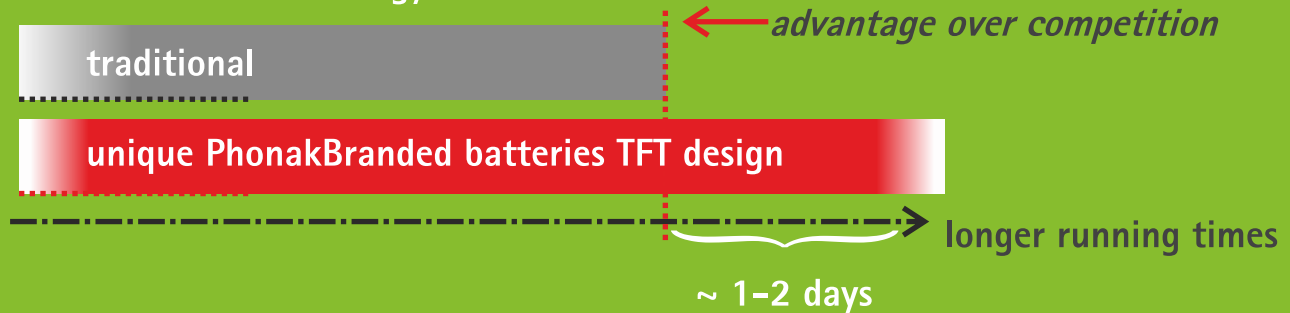 advantage over competition
traditional
unique PhonakBranded batteries TFT design
longer running times
~ 1-2 days